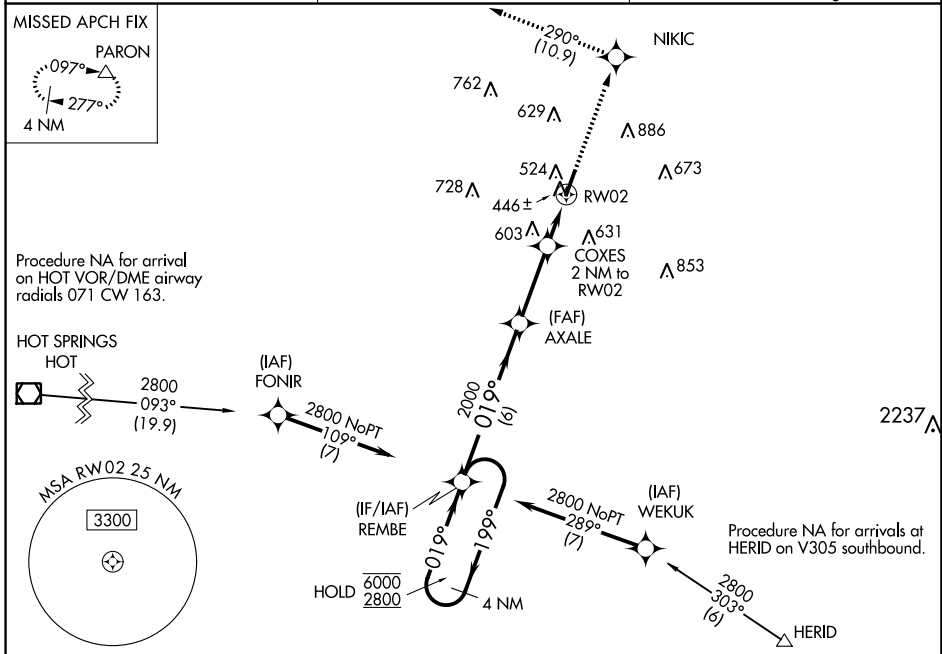 MISSED APCH FIX
PARON
097°
277°
4 NM
290°
(10.9)
NIKIC
762
629
886
524
673
728
446 ±
RW02
603
631
COXES
2 NM to
RW02
853
Procedure NA for arrival
on HOT VOR/DME airway
radials 071 CW 163.
(FAF)
AXALE
HOT SPRINGS
HOT
(IAF)
FONIR
2800
093°
(19.9)
2800 NoPT
109°
(7)
2000
019°
(6)
2237
MSA RW02 25 NM
3300
(IF/IAF)
REMBE
2800 NoPT
289°
(7)
(IAF)
WEKUK
019°
199°
Procedure NA for arrivals at
HERID on V305 southbound.
HOLD
6000
2800
4 NM
2800
303°
(6)
HERID